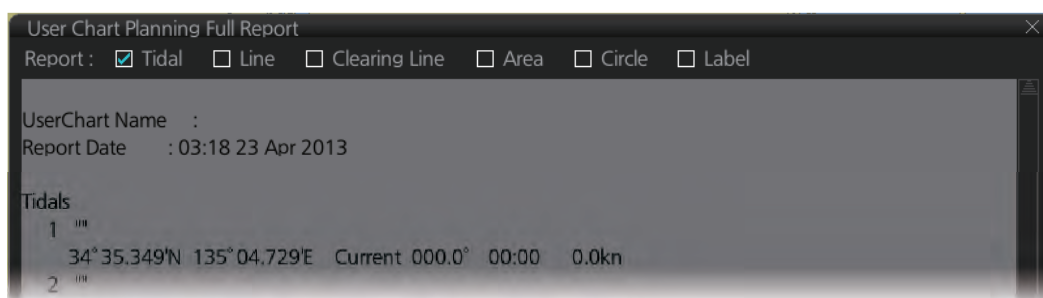 User Chart Planning Full Report
Report : Tidal Line Clearing Line Area Circle Label
UserChart Name :
Report Date : 03:18 23 Apr 2013
Tidals
1 ""
34°35.349'N 135°04.729'E Current 000.0° 00:00 0.0kn
2 ""